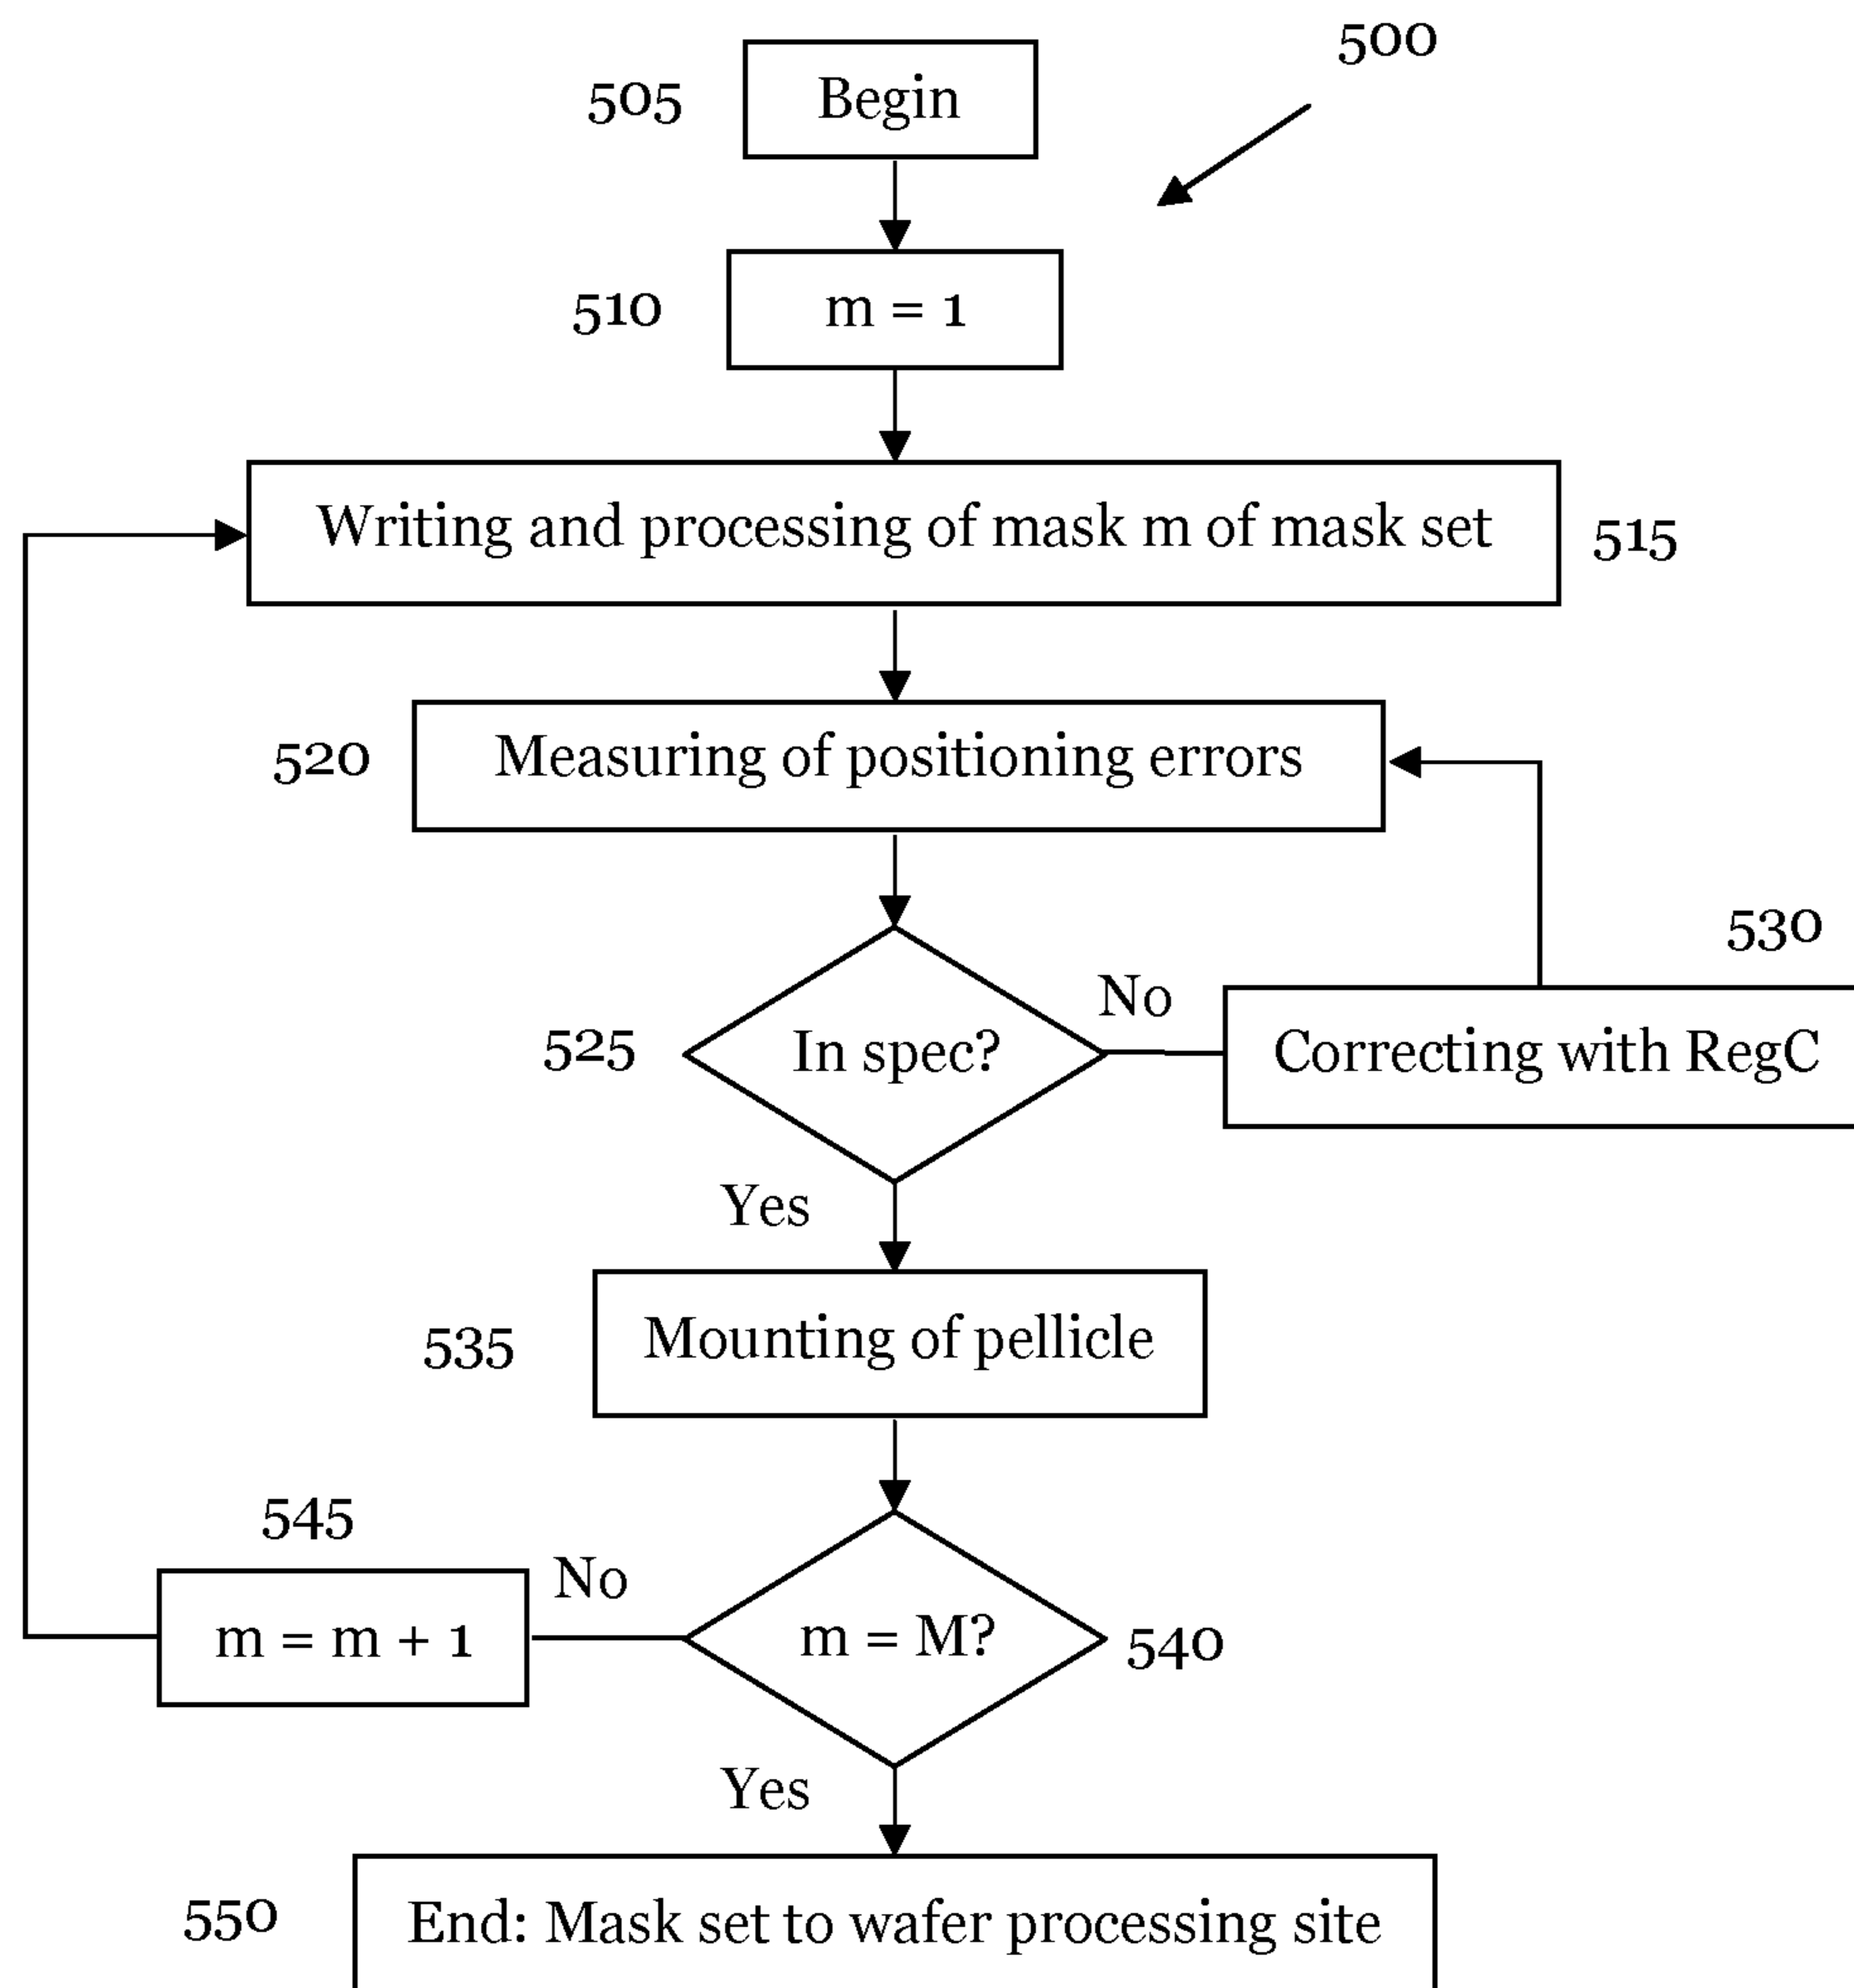 500
505
Begin
510
m = 1
Writing and processing of mask m of mask set
515
520
Measuring of positioning errors
530
No
525
In spec?
Correcting with RegC
Yes
535
Mounting of pellicle
545
No
m = m + 1
m = M?
540
Yes
550
End: Mask set to wafer processing site